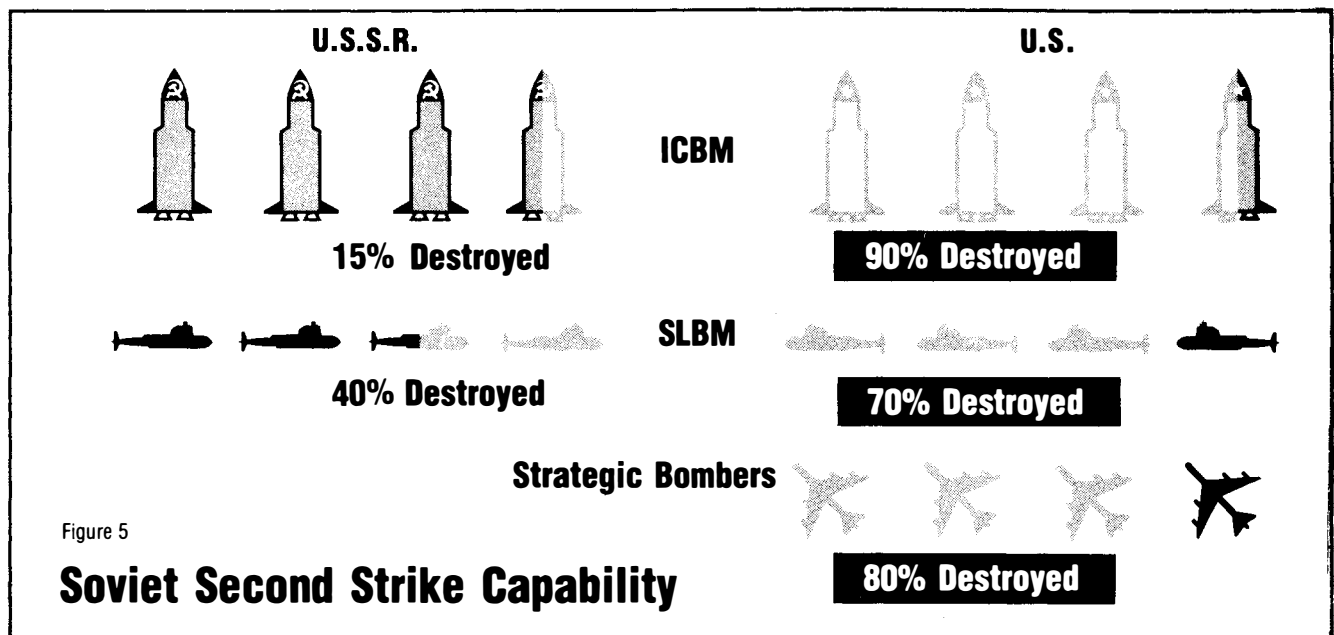 U.S.S.R.
U.S.
ICBM
15% Destroyed
90% Destroyed
SLBM
40% Destroyed
70% Destroyed
Strategic Bombers
80% Destroyed
Figure 5
Soviet Second Strike Capability